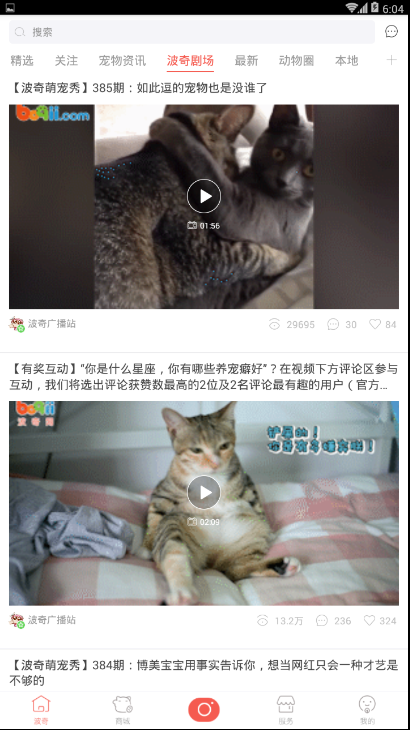 6:04
搜索
精选 关注 宠物资讯 波奇剧场 最新 动物圈 本地
【波奇萌宠秀】385期：如此逗的宠物也是没谁了
Boqii.com
01:56
波奇广播站 29695 30 84
【有奖互动】“你是什么星座，你有哪些养宠癖好”？在视频下方评论区参与
互动，我们将选出评论获赞数最高的2位及2名评论最有趣的用户（官方...
波奇网
铲屎的！
02:09
波奇广播站 13.2万 236 324
【波奇萌宠秀】384期：博美宝宝用事实告诉你，想当网红只会一种才艺是
不够的
波奇 商城 服务 我的